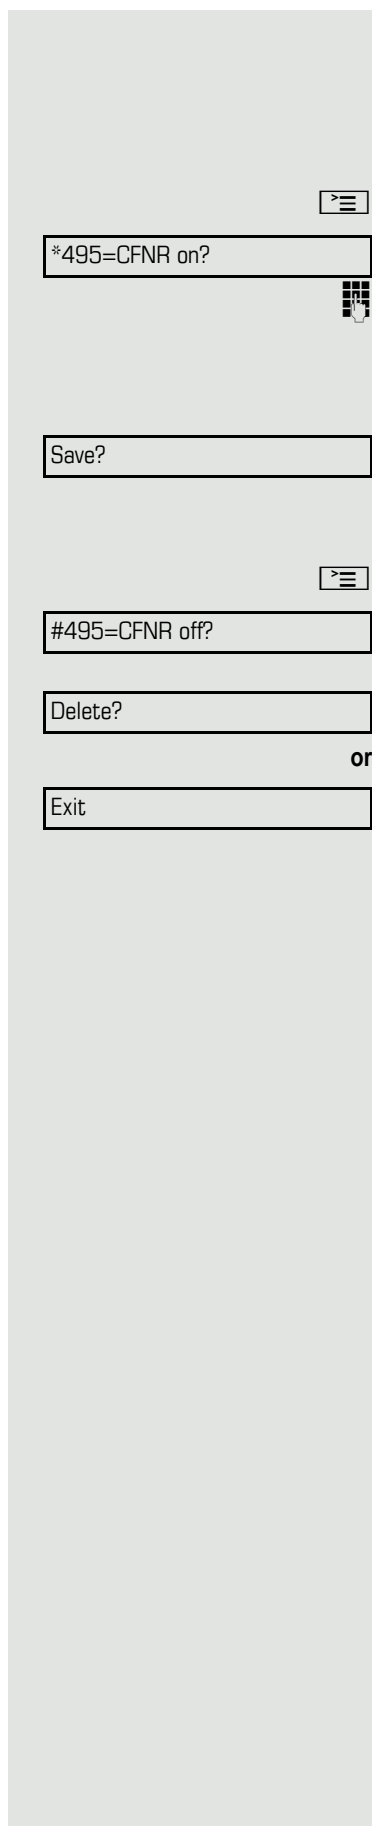 *495=CFNR on?
Save?
#495=CFNR off?
Delete?
or
Exit